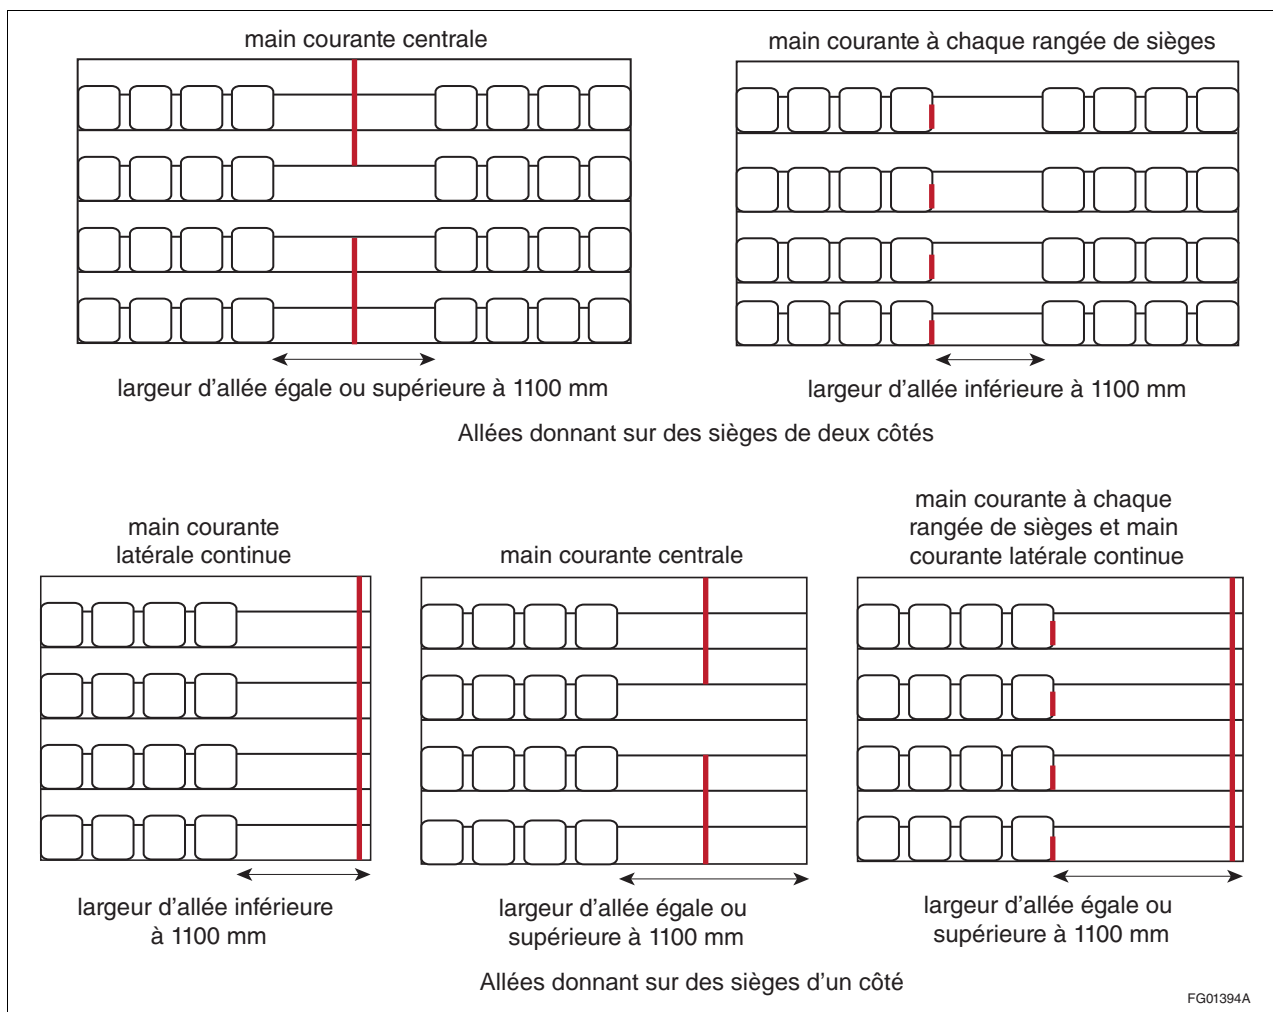 main courante centrale
main courante à chaque rangée de sièges
largeur d'allée égale ou supérieure à 1100 mm
largeur d'allée inférieure à 1100 mm
Allées donnant sur des sièges de deux côtés
main courante
latérale continue
main courante centrale
main courante à chaque
rangée de sièges et main
courante latérale continue
largeur d'allée inférieure
à 1100 mm
largeur d'allée égale ou
supérieure à 1100 mm
largeur d'allée égale ou
supérieure à 1100 mm
Allées donnant sur des sièges d'un côté
FG01394A